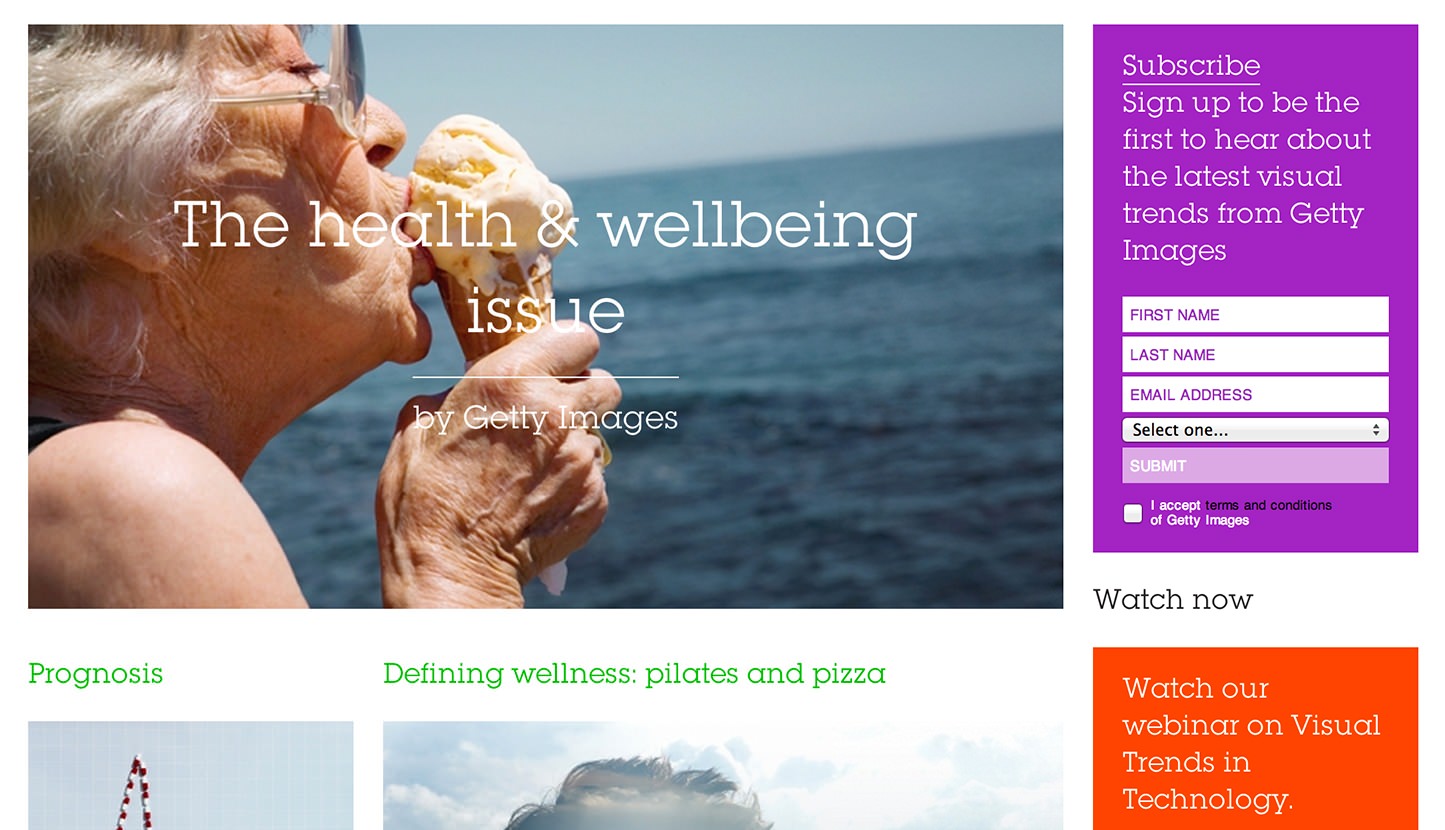 The health & wellbeing
issue
by Getty Images
Prognosis
Defining wellness: pilates and pizza
Subscribe
Sign up to be the
first to hear about
the latest visual
trends from Getty
Images
FIRST NAME
LAST NAME
EMAIL ADDRESS
Select one...
SUBMIT
I accept terms and conditions
of Getty Images
Watch now
Watch our
webinar on Visual
Trends in
Technology.